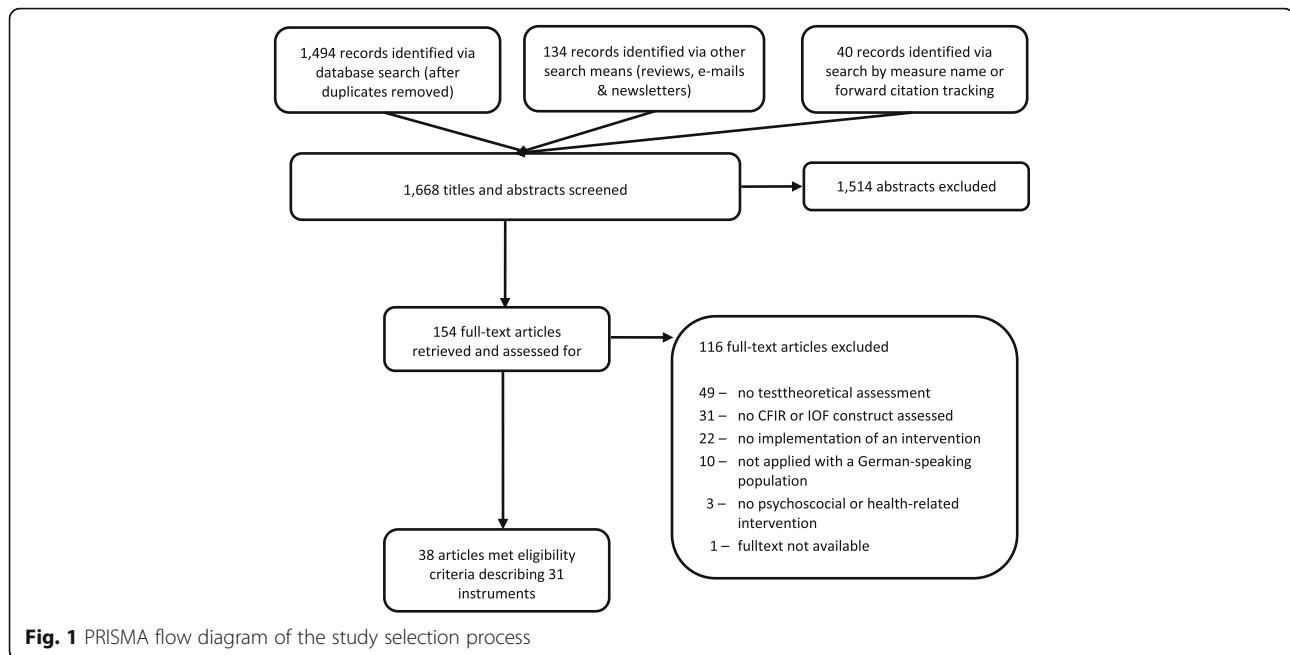 1,494 records identified via
database search (after
duplicates removed)
134 records identified via other
search means (reviews, e-mails
& newsletters)
40 records identified via
search by measure name or
forward citation tracking
1,668 titles and abstracts screened
1,514 abstracts excluded
154 full-text articles
retrieved and assessed for
116 full-text articles excluded
49 – no testtheoretical assessment
31 – no CFIR or IOF construct assessed
22 – no implementation of an intervention
10 – not applied with a German-speaking
population
3 – no psychoscocial or health-related
intervention
1 – fulltext not available
38 articles met eligibility
criteria describing 31
instruments
Fig. 1 PRISMA flow diagram of the study selection process